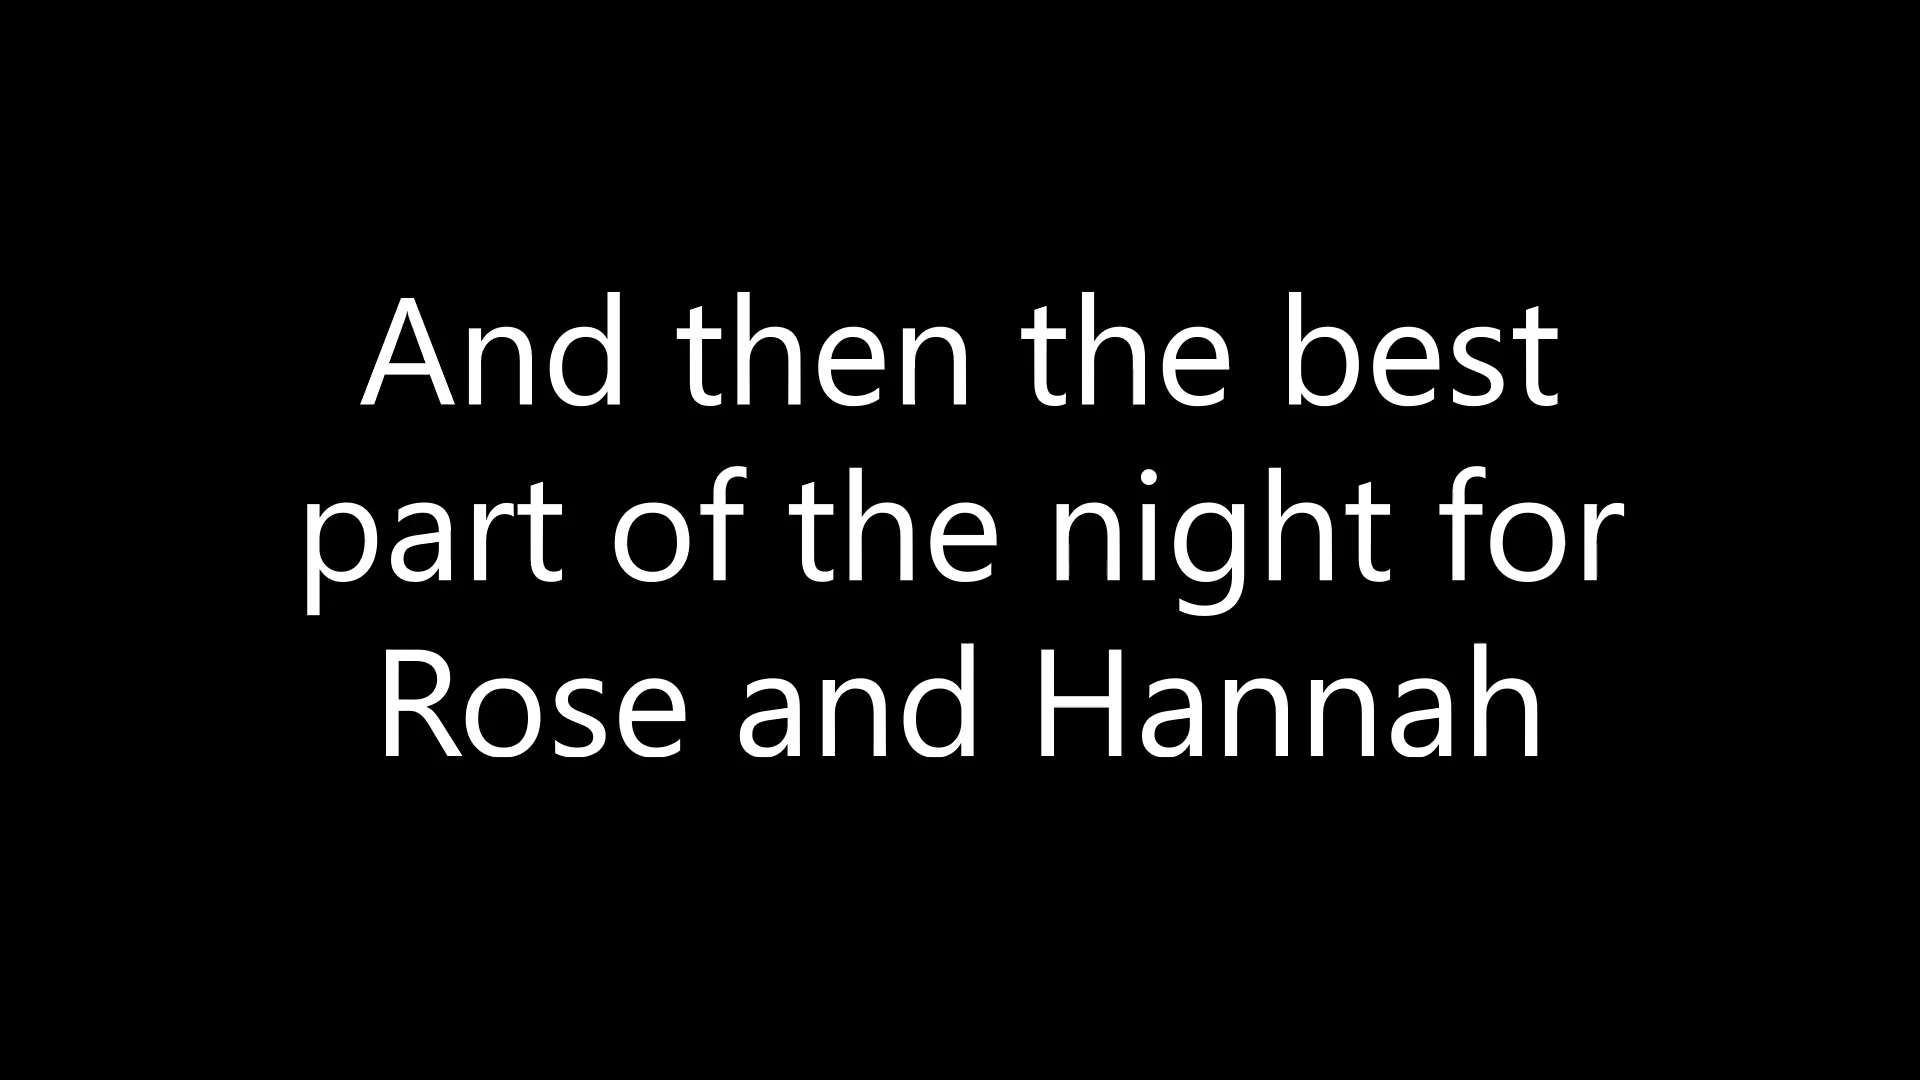 And then the best
part of the night for
Rose and Hannah